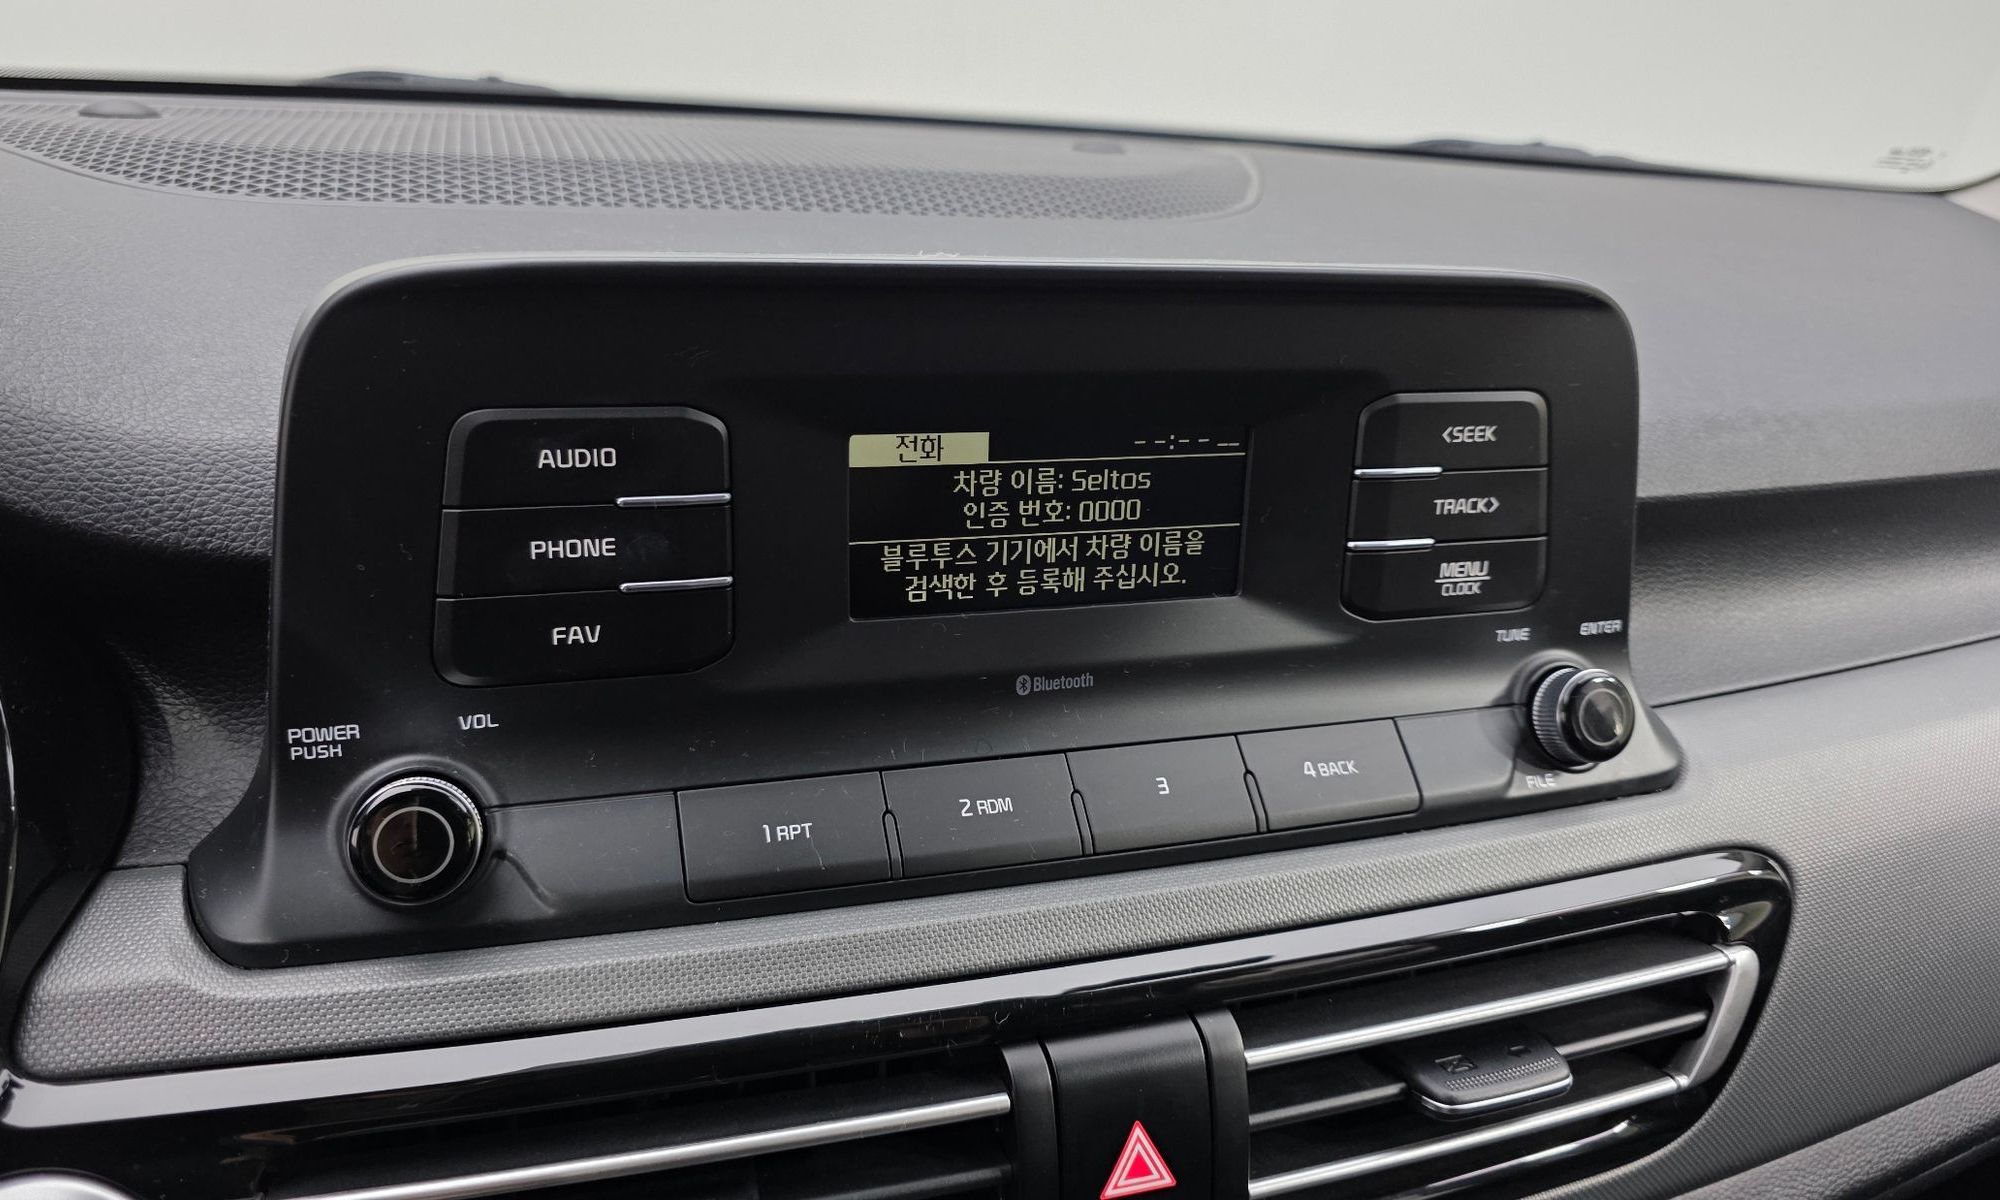 AUDIO
PHONE
FAV
전화 --:-- --
차량 이름: Seltos
인증 번호: 0000
블루투스 기기에서 차량 이름을
검색한 후 등록해 주십시오.
<SEEK
TRACK>
MENU
CLOCK
TUNE
ENTER
Bluetooth
POWER
PUSH
VOL
1 RPT
2 RDM
3
4 BACK
FILE